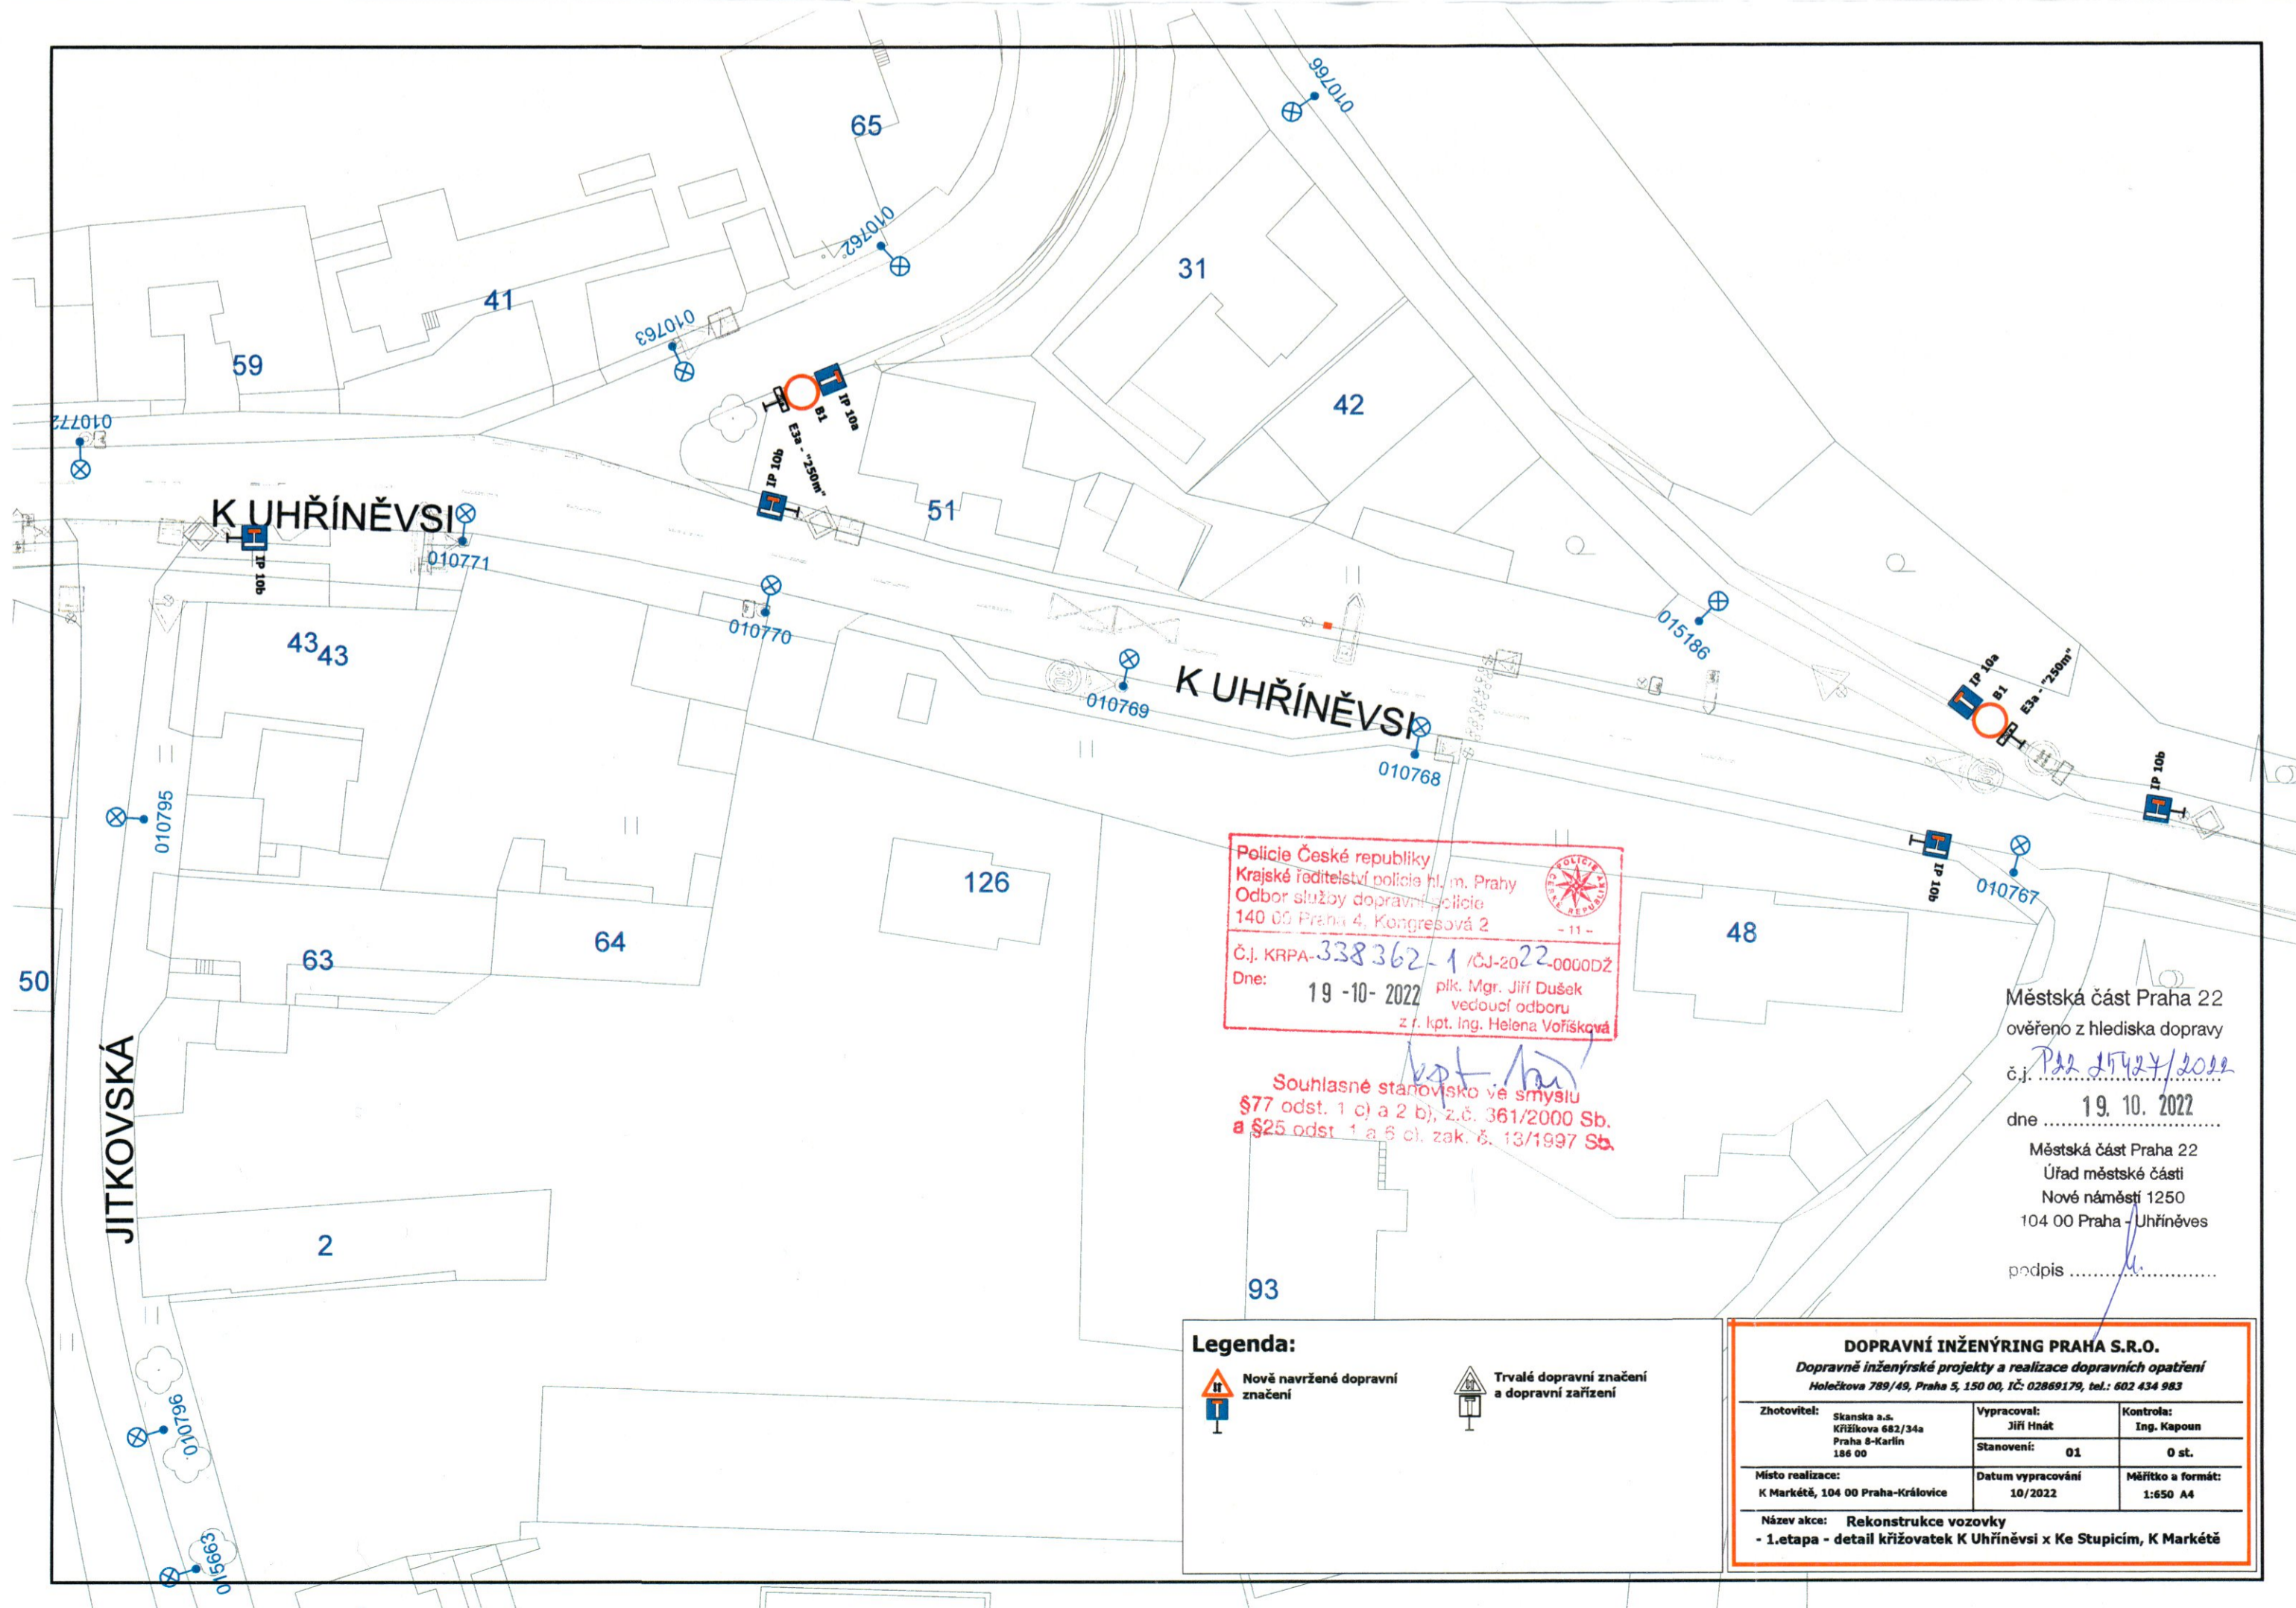 010766
65
010762
31
41
010763
59
42
010772
IP 10a
B1
E3a - "250m"
IP 10b
51
K UHŘÍNĚVSI
010771
IP 10b
010770
015186
43
43
K UHŘÍNĚVSI
010769
010768
IP 10a
B1
E3a - "250m"
IP 10b
IP 10b
010767
010795
126
48
64
63
50
JITKOVSKÁ
2
93
010796
015663
Policie České republiky
Krajské ředitelství policie hl. m. Prahy
Odbor služby dopravní policie
140 00 Praha 4, Kongresová 2
POLICIE ČESKÉ REPUBLIKY
- 11 -
Č.j. KRPA-338362-1/ČJ-2022-0000DŽ
Dne: 19 -10- 2022
plk. Mgr. Jiří Dušek
vedoucí odboru
z r. kpt. Ing. Helena Voříšková
Souhlasné stanovisko ve smyslu
§77 odst. 1 c) a 2 b), z.č. 361/2000 Sb.
a §25 odst. 1 a 6 c). zak. č. 13/1997 Sb.
Městská část Praha 22
ověřeno z hlediska dopravy
č.j. P22 25427/2022
dne 19. 10. 2022
Městská část Praha 22
Úřad městské části
Nové náměstí 1250
104 00 Praha - Uhříněves
podpis
Legenda:
Nově navržené dopravní
značení
Trvalé dopravní značení
a dopravní zařízení
DOPRAVNÍ INŽENÝRING PRAHA S.R.O.
Dopravně inženýrské projekty a realizace dopravních opatření
Holečkova 789/49, Praha 5, 150 00, IČ: 02869179, tel.: 602 434 983
Zhotovitel:
Skanska a.s.
Křižíkova 682/34a
Praha 8-Karlín
186 00
Vypracoval:
Jiří Hnát
Kontrola:
Ing. Kapoun
Stanovení: 01
0 st.
Místo realizace:
K Markétě, 104 00 Praha-Královice
Datum vypracování
10/2022
Měřítko a formát:
1:650 A4
Název akce: Rekonstrukce vozovky
- 1.etapa - detail křižovatek K Uhříněvsi x Ke Stupicím, K Markétě